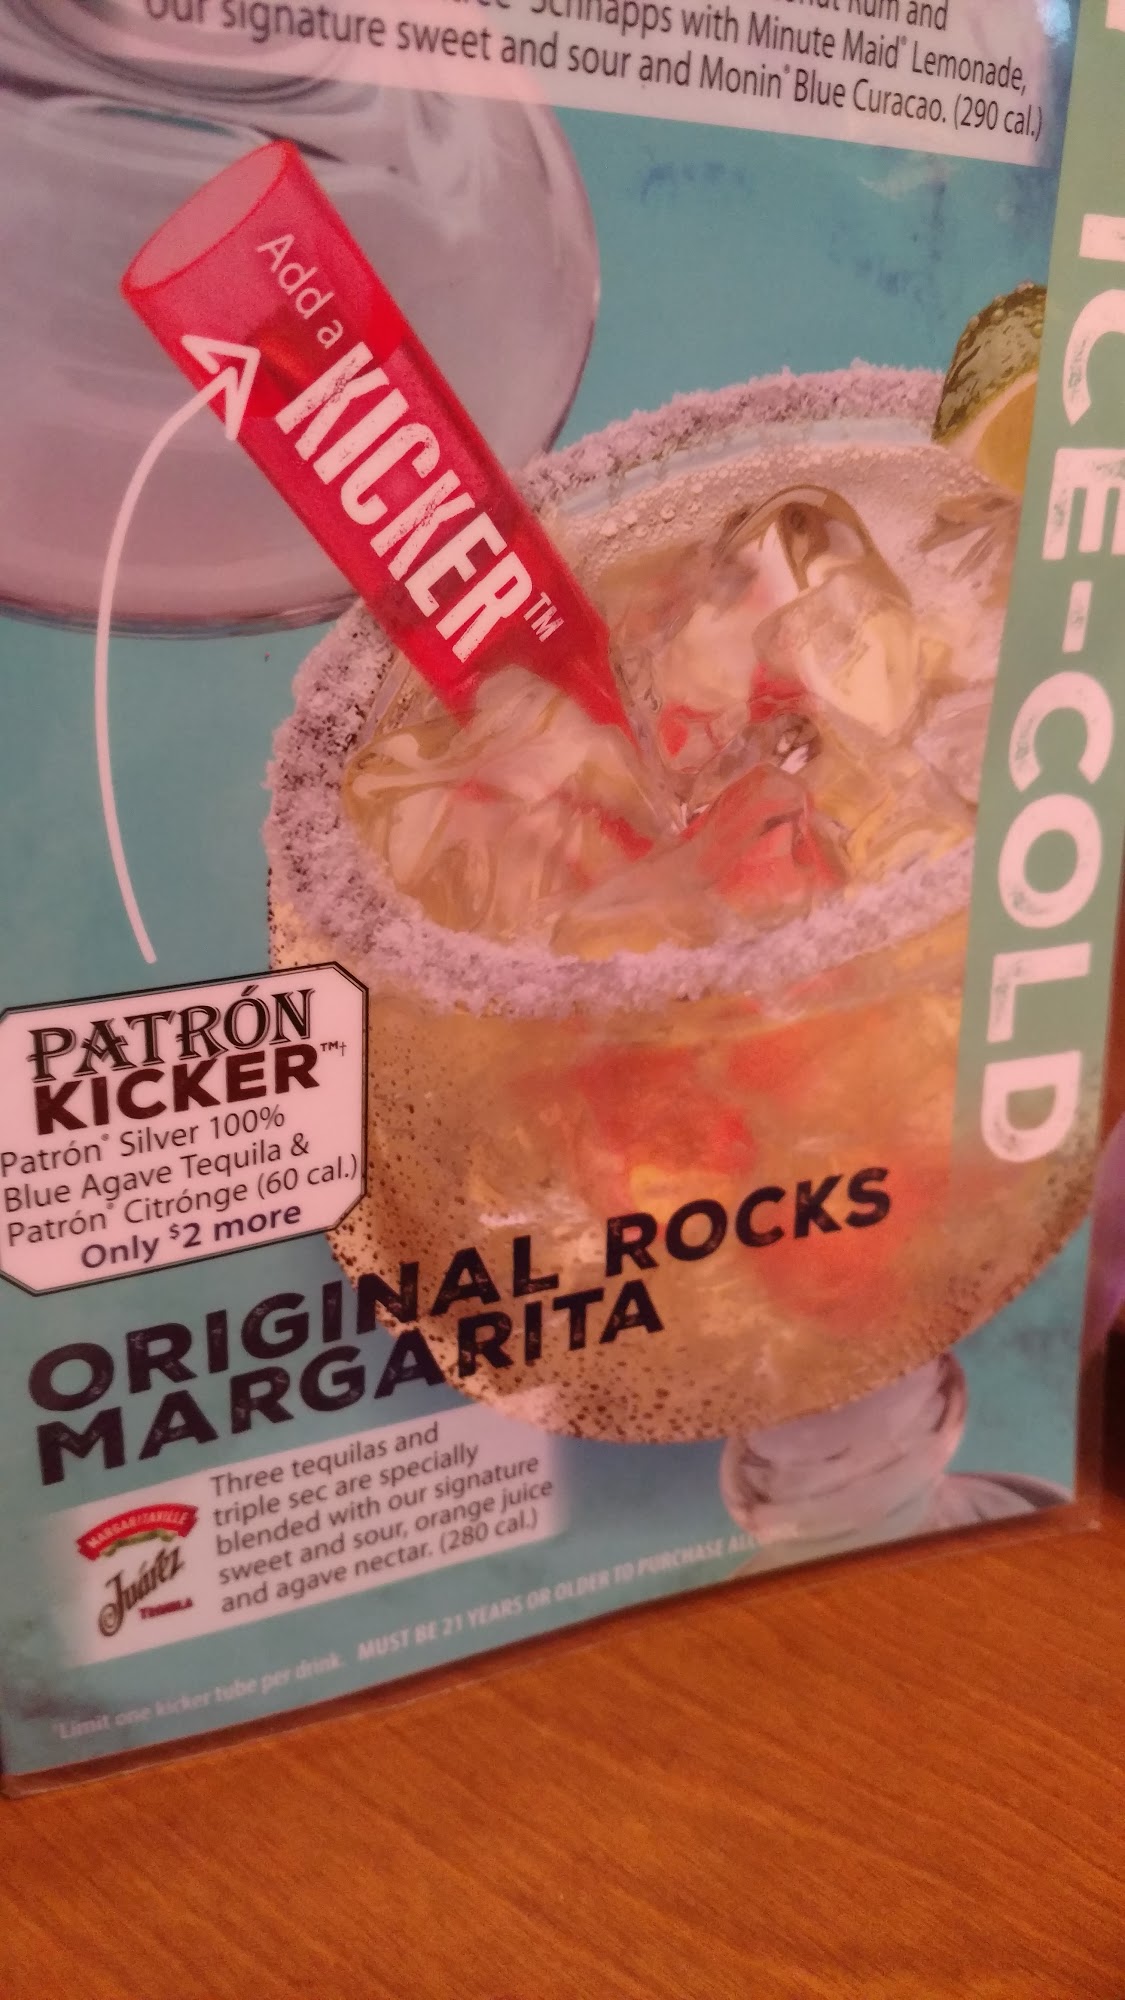 Schnapps with Minute Maid® Lemonade,
our signature sweet and sour and Monin® Blue Curacao. (290 cal.)
ICE-COLD
Add a
KICKER™
PATRÓN
KICKER™†
Patrón® Silver 100%
Blue Agave Tequila &
Patrón® Citrónge (60 cal.)
Only $2 more
ORIGINAL ROCKS
MARGARITA
MARGARITAVILLE
Juárez
TEQUILA
Three tequilas and
triple sec are specially
blended with our signature
sweet and sour, orange juice
and agave nectar. (280 cal.)
Limit one kicker tube per drink. MUST BE 21 YEARS OR OLDER TO PURCHASE